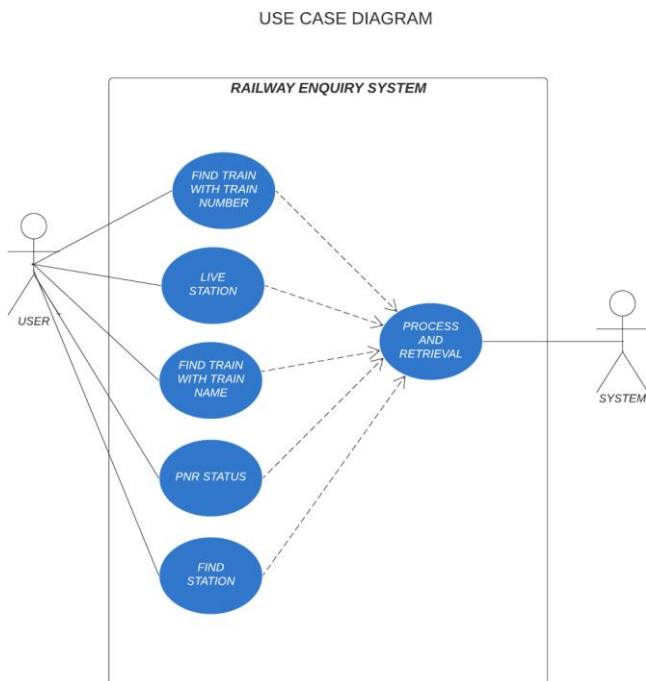 USE CASE DIAGRAM
RAILWAY ENQUIRY SYSTEM
FIND TRAIN
WITH TRAIN
NUMBER
LIVE
STATION
USER
PROCESS
AND
RETRIEVAL
FIND TRAIN
WITH TRAIN
NAME
SYSTEM
PNR STATUS
FIND
STATION